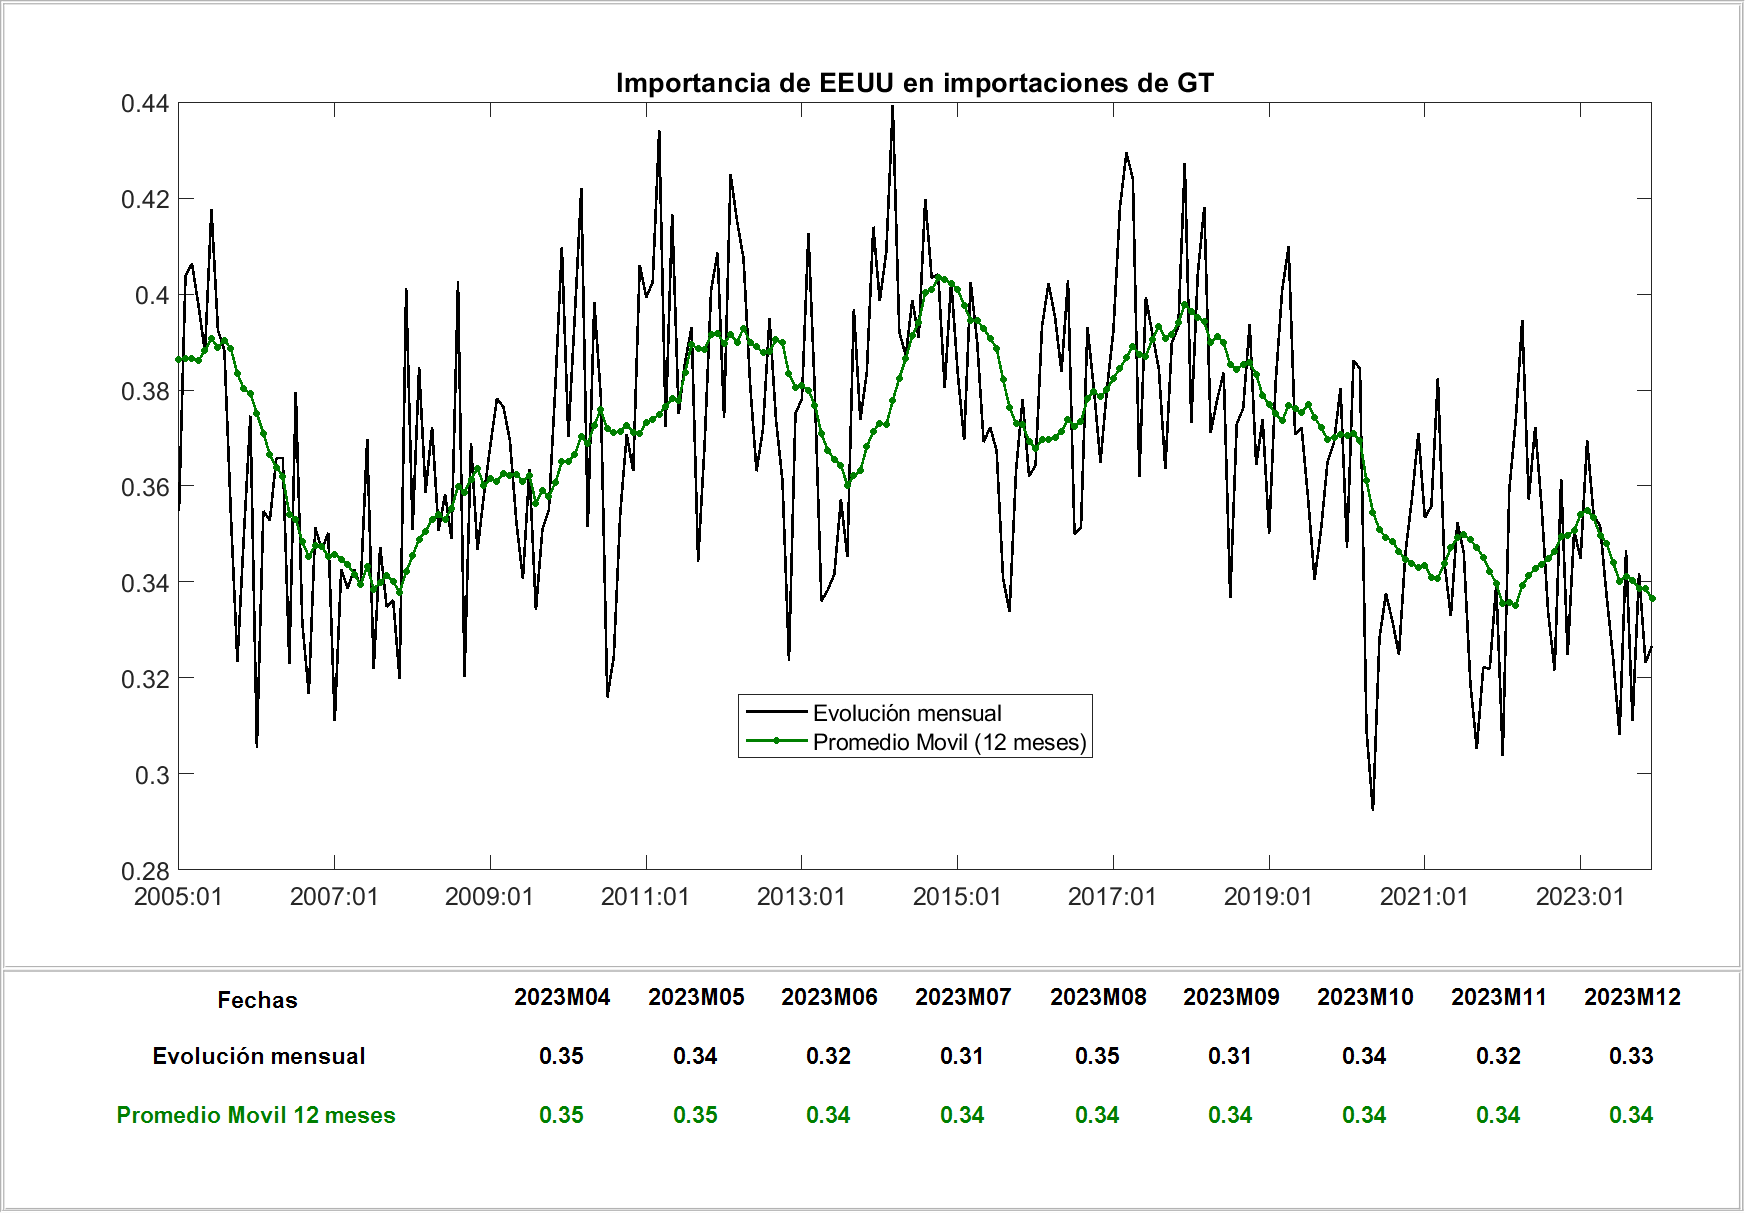 Importancia de EEUU en importaciones de GT
0.44
0.42
0.4
0.38
0.36
0.34
0.32
0.3
0.28
2005:01 2007:01 2009:01 2011:01 2013:01 2015:01 2017:01 2019:01 2021:01 2023:01
Evolución mensual
Promedio Movil (12 meses)
Fechas 2023M04 2023M05 2023M06 2023M07 2023M08 2023M09 2023M10 2023M11 2023M12
Evolución mensual 0.35 0.34 0.32 0.31 0.35 0.31 0.34 0.32 0.33
Promedio Movil 12 meses 0.35 0.35 0.34 0.34 0.34 0.34 0.34 0.34 0.34